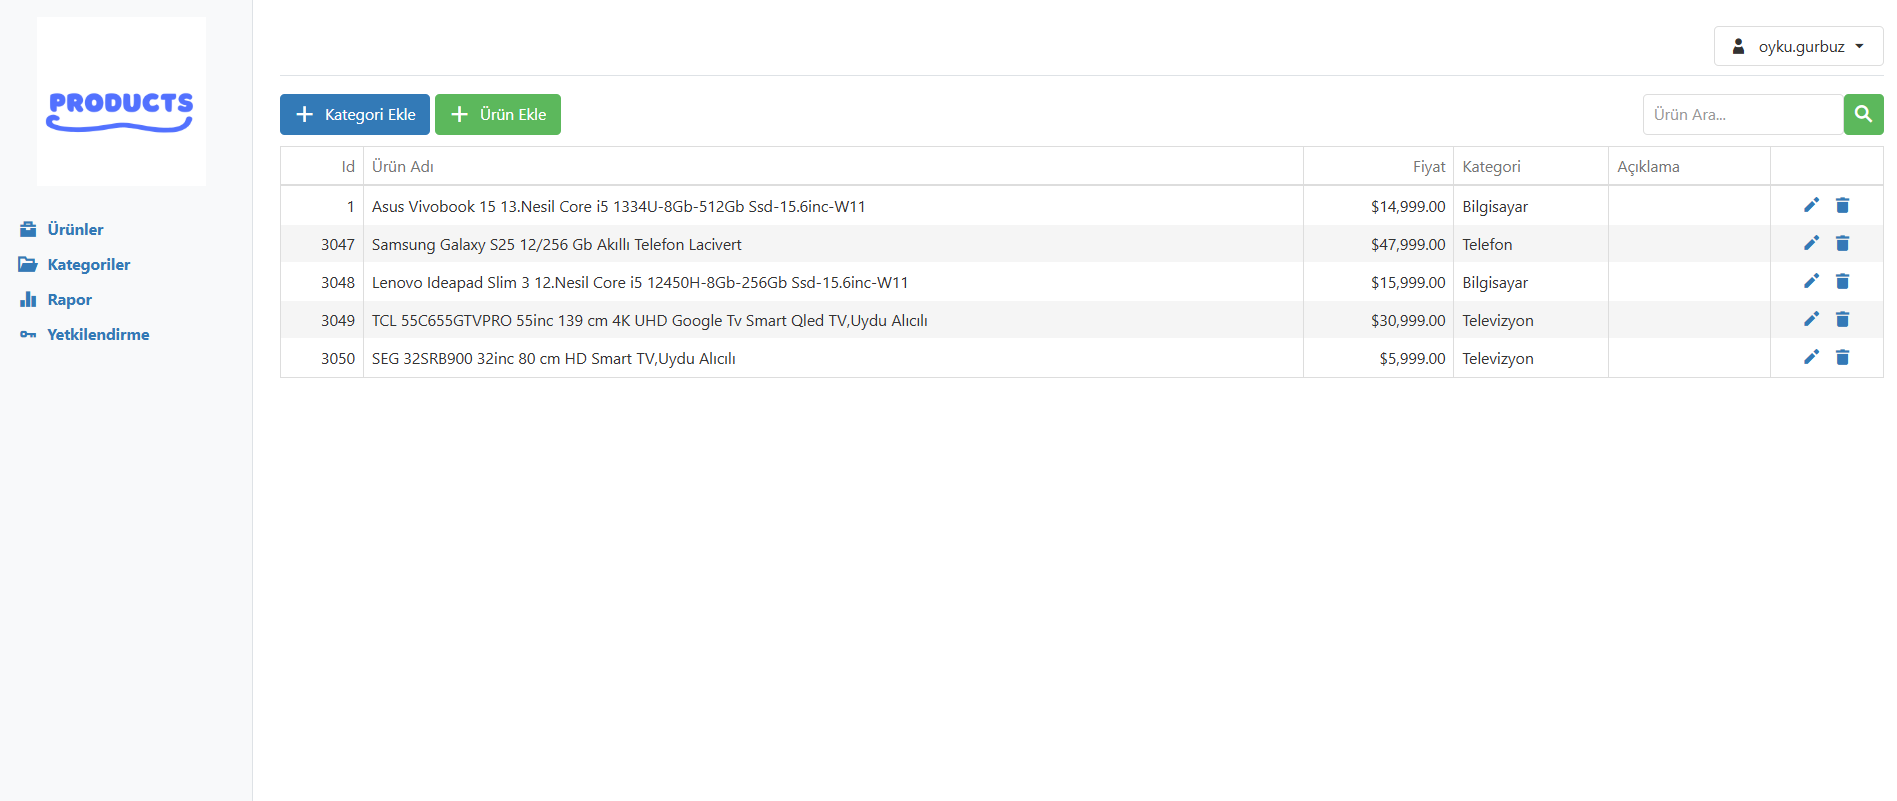 PRODUCTS
Ürünler
Kategoriler
Rapor
Yetkilendirme
oyku.gurbuz
Kategori Ekle Ürün Ekle Ürün Ara...
Id Ürün Adı Fiyat Kategori Açıklama
1 Asus Vivobook 15 13.Nesil Core i5 1334U-8Gb-512Gb Ssd-15.6inc-W11 $14,999.00 Bilgisayar
3047 Samsung Galaxy S25 12/256 Gb Akıllı Telefon Lacivert $47,999.00 Telefon
3048 Lenovo Ideapad Slim 3 12.Nesil Core i5 12450H-8Gb-256Gb Ssd-15.6inc-W11 $15,999.00 Bilgisayar
3049 TCL 55C655GTVPRO 55inc 139 cm 4K UHD Google Tv Smart Qled TV,Uydu Alıcılı $30,999.00 Televizyon
3050 SEG 32SRB900 32inc 80 cm HD Smart TV,Uydu Alıcılı $5,999.00 Televizyon